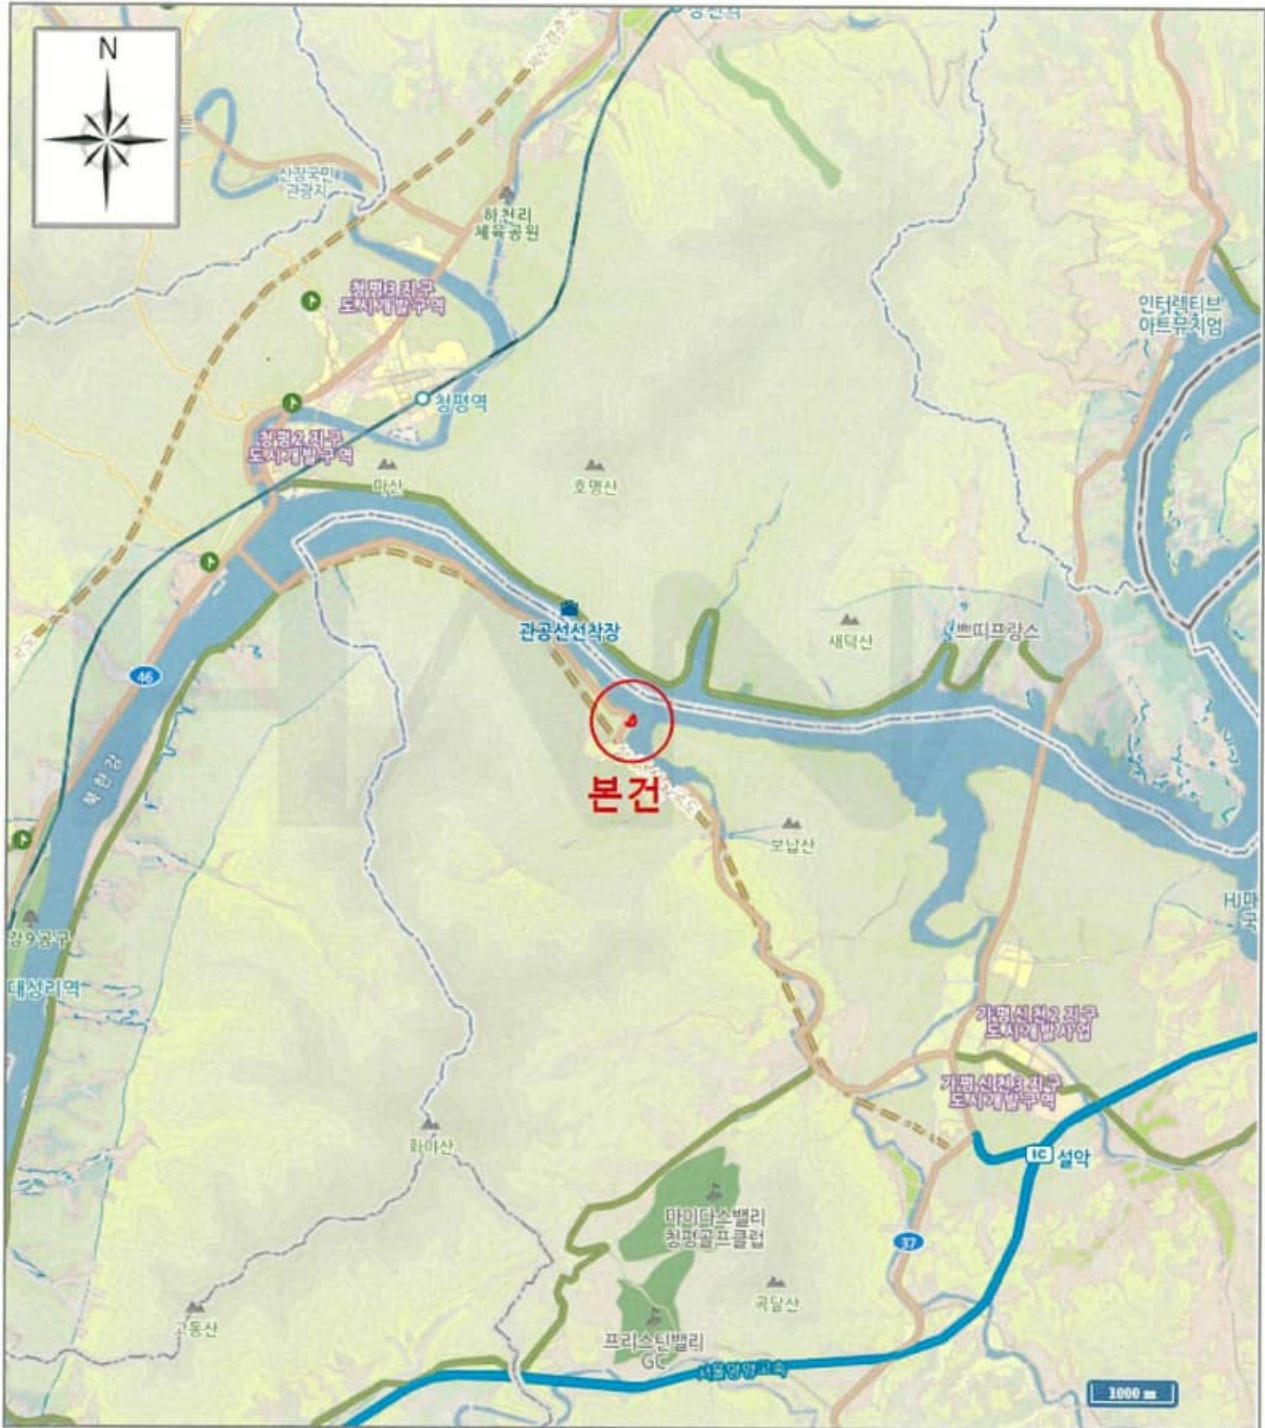 N
산장국민
관광지
하천리
체육공원
청평3지구
도시개발구역
인터렉티브
아트뮤지엄
청평역
청평2지구
도시개발구역
마산
호명산
관공선선착장
새덕산
쁘띠프랑스
46
북한강
본건
보납산
대성리역
가평신천2지구
도시개발사업
가평신천3지구
도시개발구역
화야산
IC 설악
마이다스밸리
청평골프클럽
37
곡달산
고동산
프리스틴밸리
GC
서울양양고속
1000 m